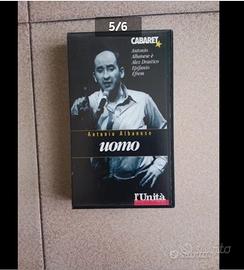 5/6
CABARET
Antonio
Albanese è
Alex Drastico
Epifanio
Efrem
Antonio Albanese
uomo
l'Unità